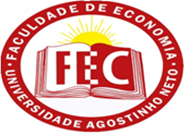 FACULDADE DE ECONOMIA
FEC
UNIVERSIDADE AGOSTINHO NETO